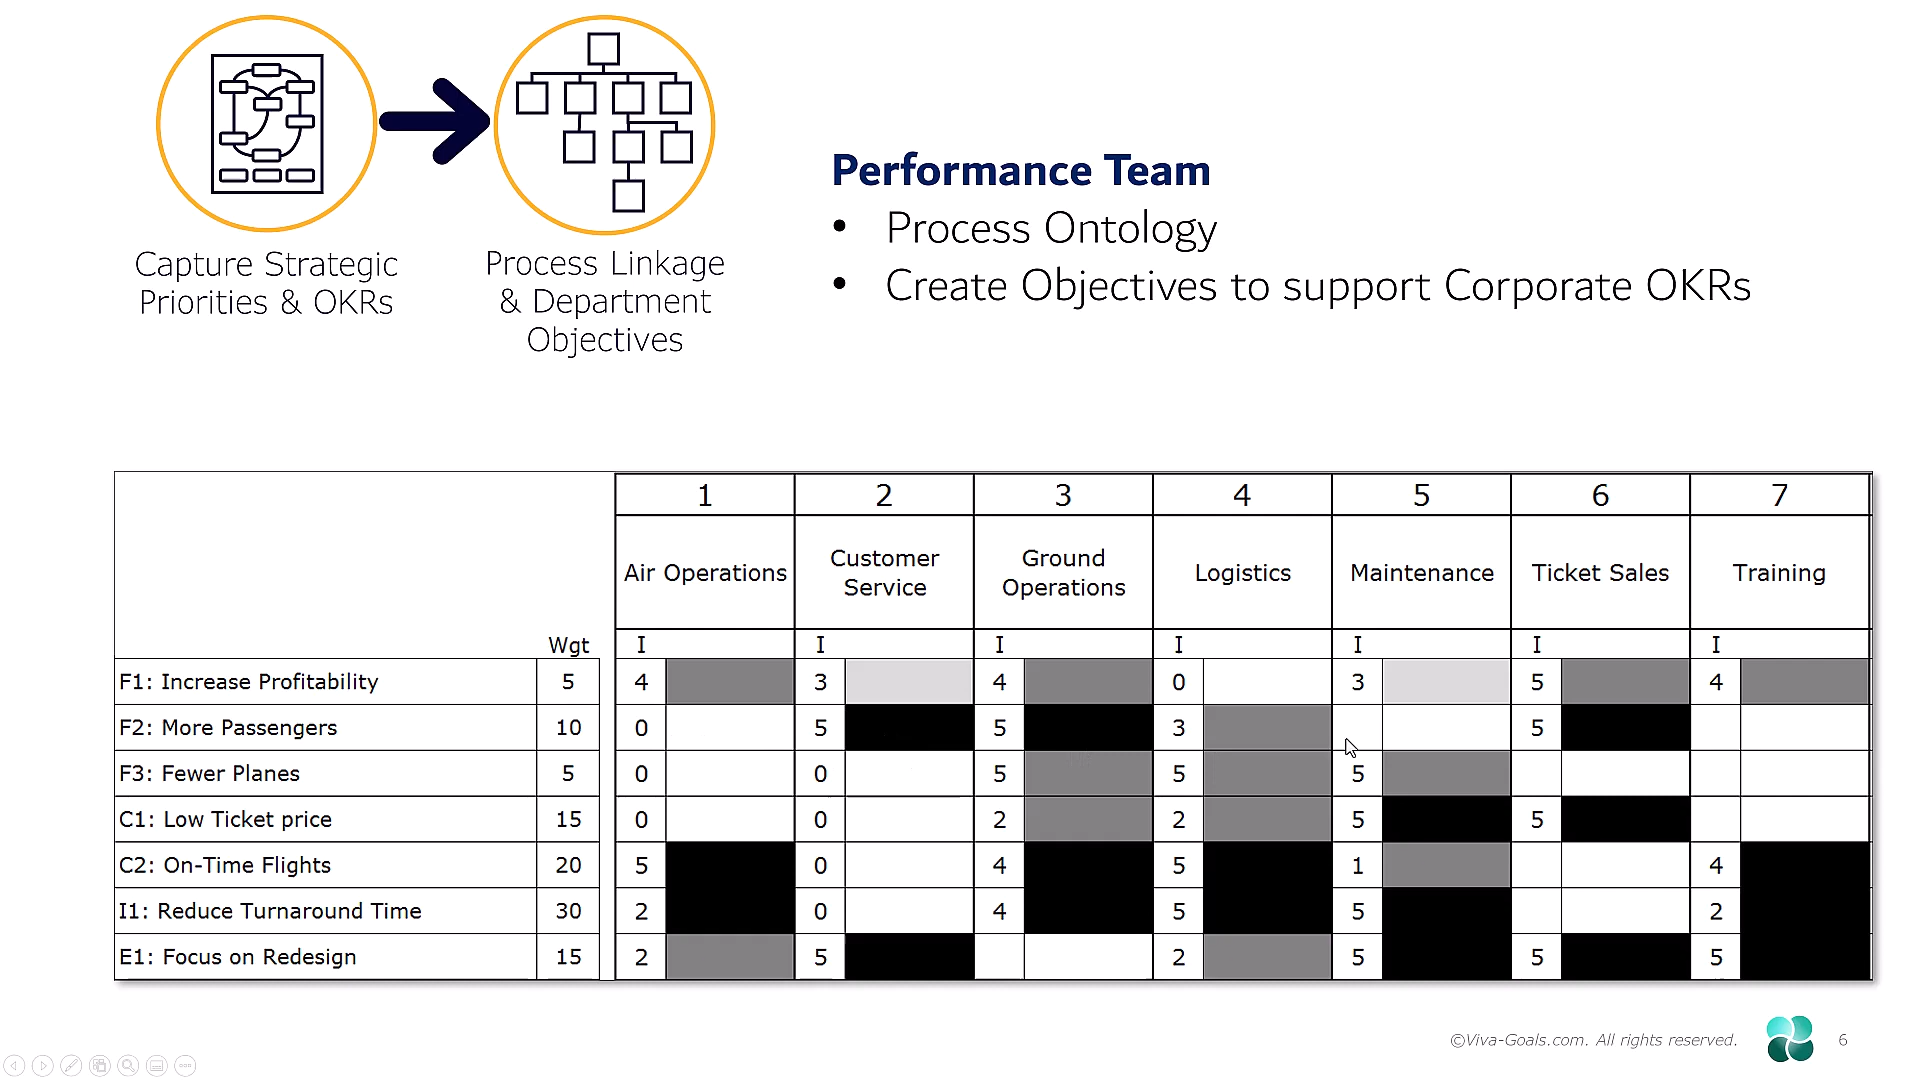 Capture Strategic
Priorities & OKRs
Process Linkage
& Department
Objectives
Performance Team
• Process Ontology
• Create Objectives to support Corporate OKRs
1 2 3 4 5 6 7
Air Operations Customer Service Ground Operations Logistics Maintenance Ticket Sales Training
Wgt I I I I I I I
F1: Increase Profitability 5 4 3 4 0 3 5 4
F2: More Passengers 10 0 5 5 3 5
F3: Fewer Planes 5 0 0 5 5 5
C1: Low Ticket price 15 0 0 2 2 5 5
C2: On-Time Flights 20 5 0 4 5 1 4
I1: Reduce Turnaround Time 30 2 0 4 5 5 2
E1: Focus on Redesign 15 2 5 2 5 5 5
©Viva-Goals.com. All rights reserved. 6